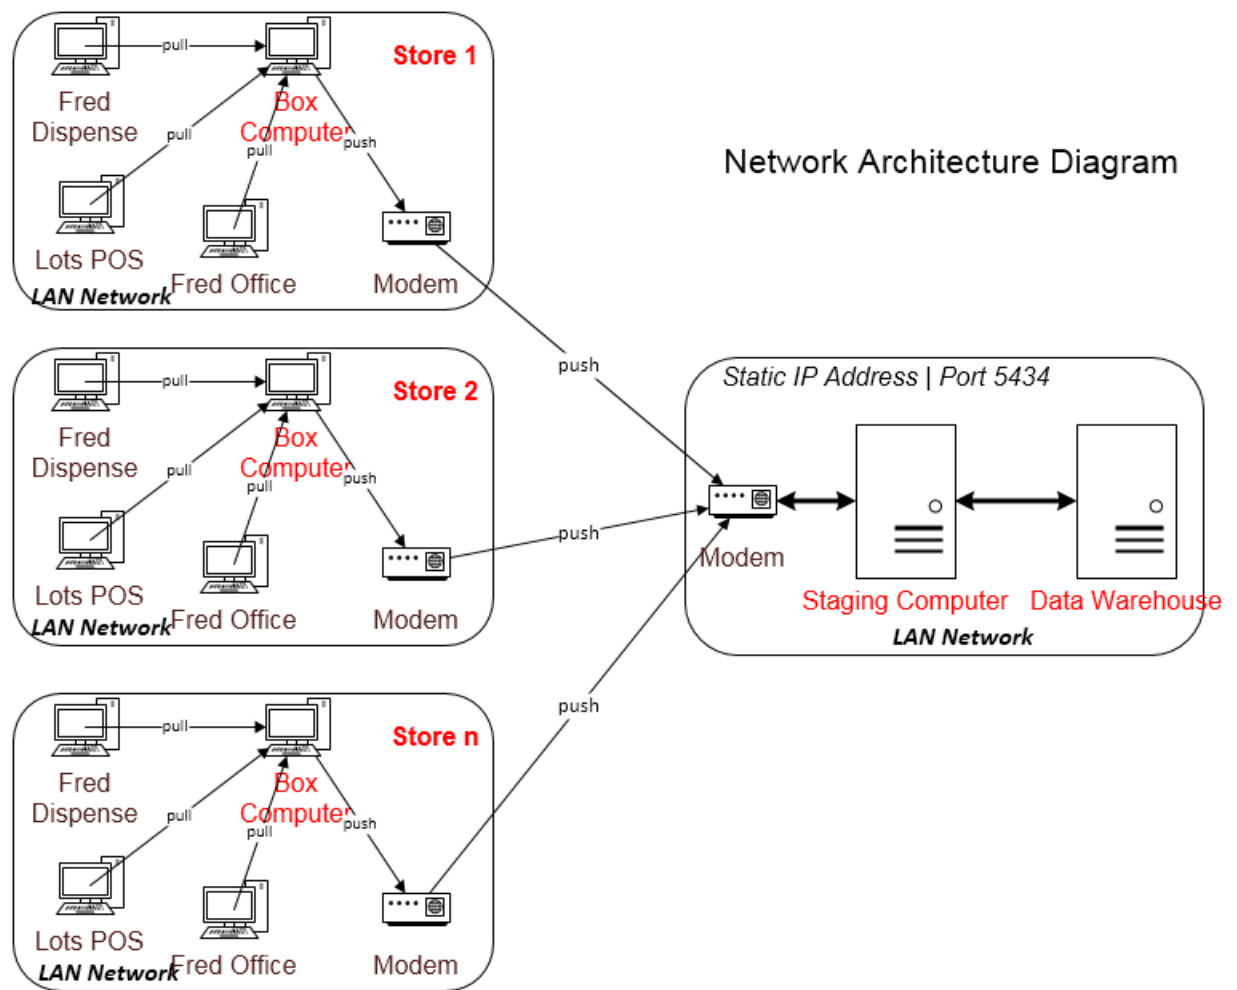 pull
Store 1
Fred
Dispense
Box
Computer
pull
pull
push
Lots POS
Fred Office
Modem
LAN Network
Network Architecture Diagram
push
pull
Store 2
Fred
Dispense
Box
Computer
pull
pull
push
Lots POS
Fred Office
Modem
LAN Network
push
Static IP Address | Port 5434
Modem
Staging Computer
Data Warehouse
LAN Network
pull
Store n
Fred
Dispense
Box
Computer
pull
pull
push
Lots POS
Fred Office
Modem
LAN Network
push